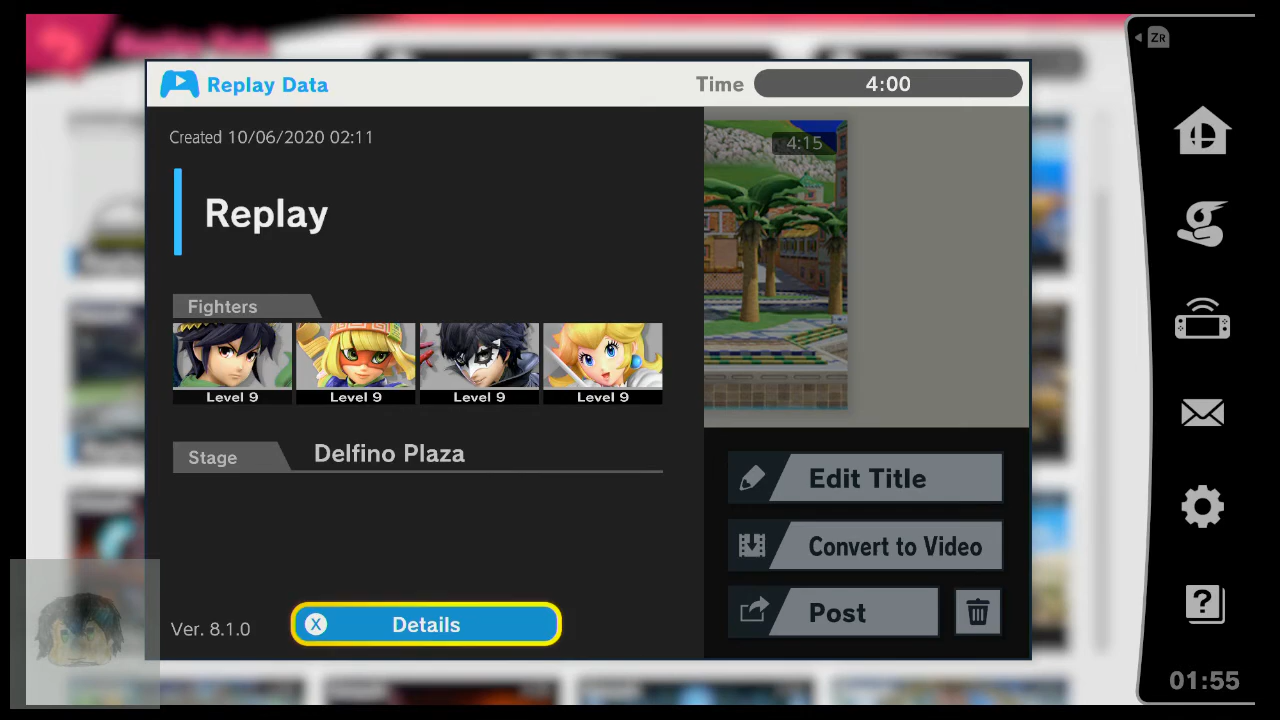 ZR
Replay Data
Time
4:00
Created 10/06/2020 02:11
4:15
Replay
Fighters
Level 9
Level 9
Level 9
Level 9
Stage
Delfino Plaza
Edit Title
Convert to Video
Post
Ver. 8.1.0
X
Details
?
01:55